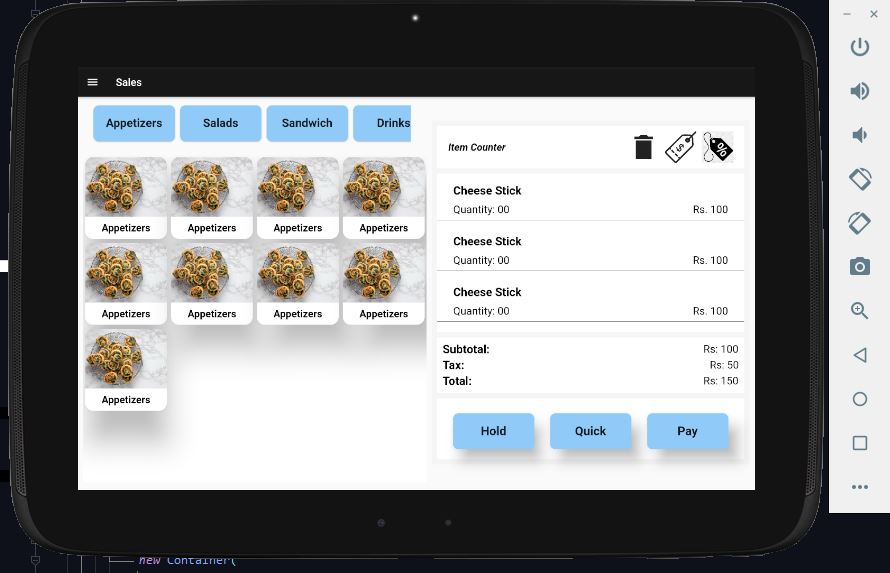 Sales
Appetizers Salads Sandwich Drinks
Appetizers Appetizers Appetizers Appetizers
Appetizers Appetizers Appetizers Appetizers
Appetizers
Item Counter $ %
Cheese Stick
Quantity: 00 Rs. 100
Cheese Stick
Quantity: 00 Rs. 100
Cheese Stick
Quantity: 00 Rs. 100
Subtotal: Rs: 100
Tax: Rs: 50
Total: Rs: 150
Hold Quick Pay
new Container(